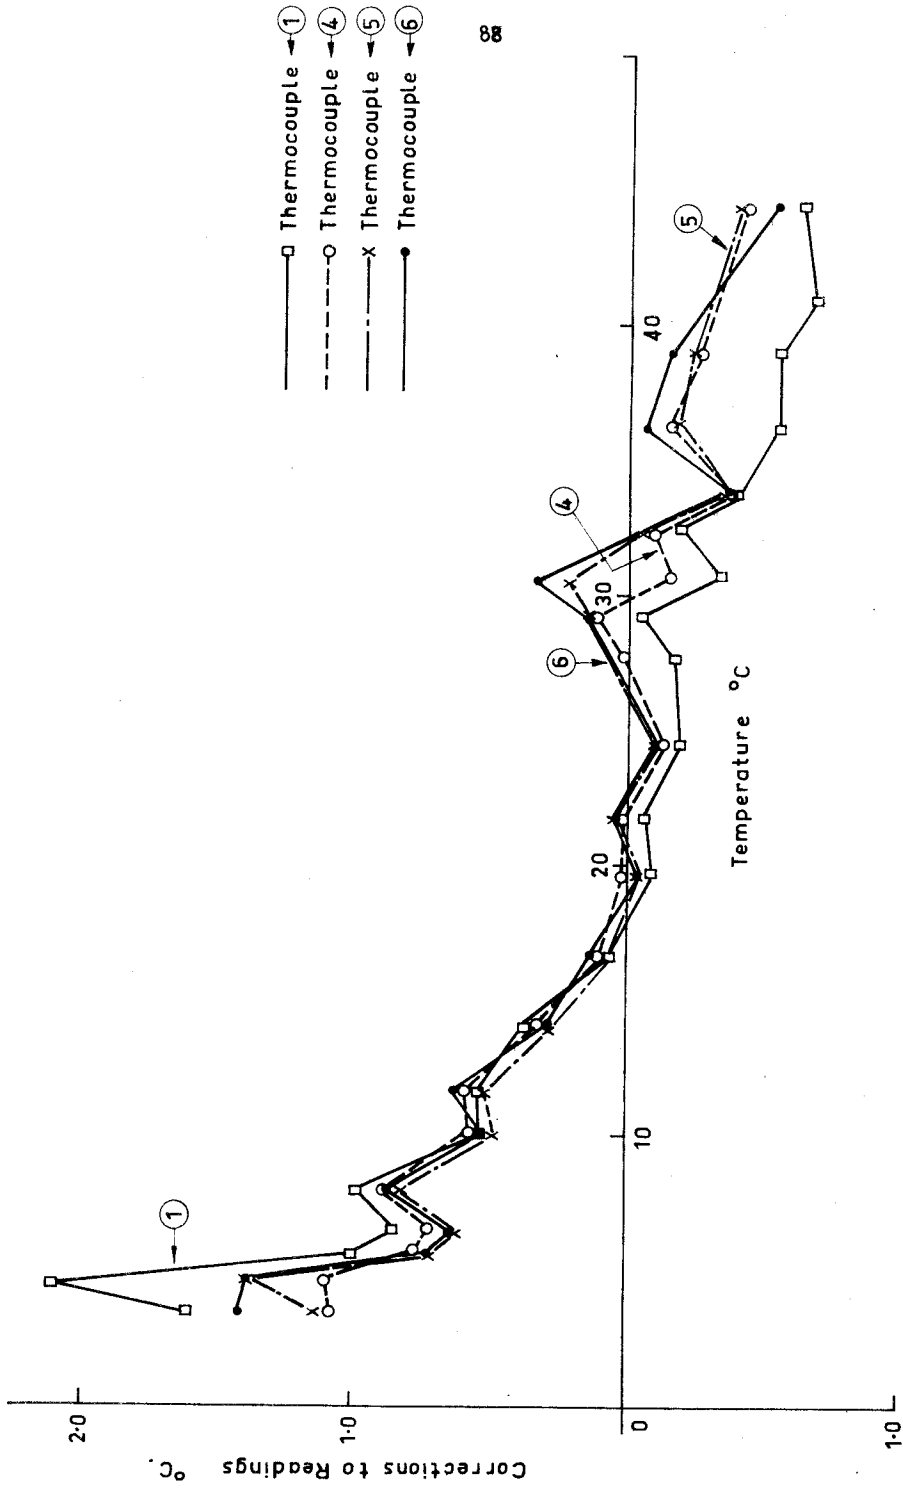 Thermocouple ①
Thermocouple ④
Thermocouple ⑤
Thermocouple ⑥
88
Corrections to Readings °C.
2·0
1·0
0
1·0
10
20
30
40
Temperature °C
①
④
⑤
⑥